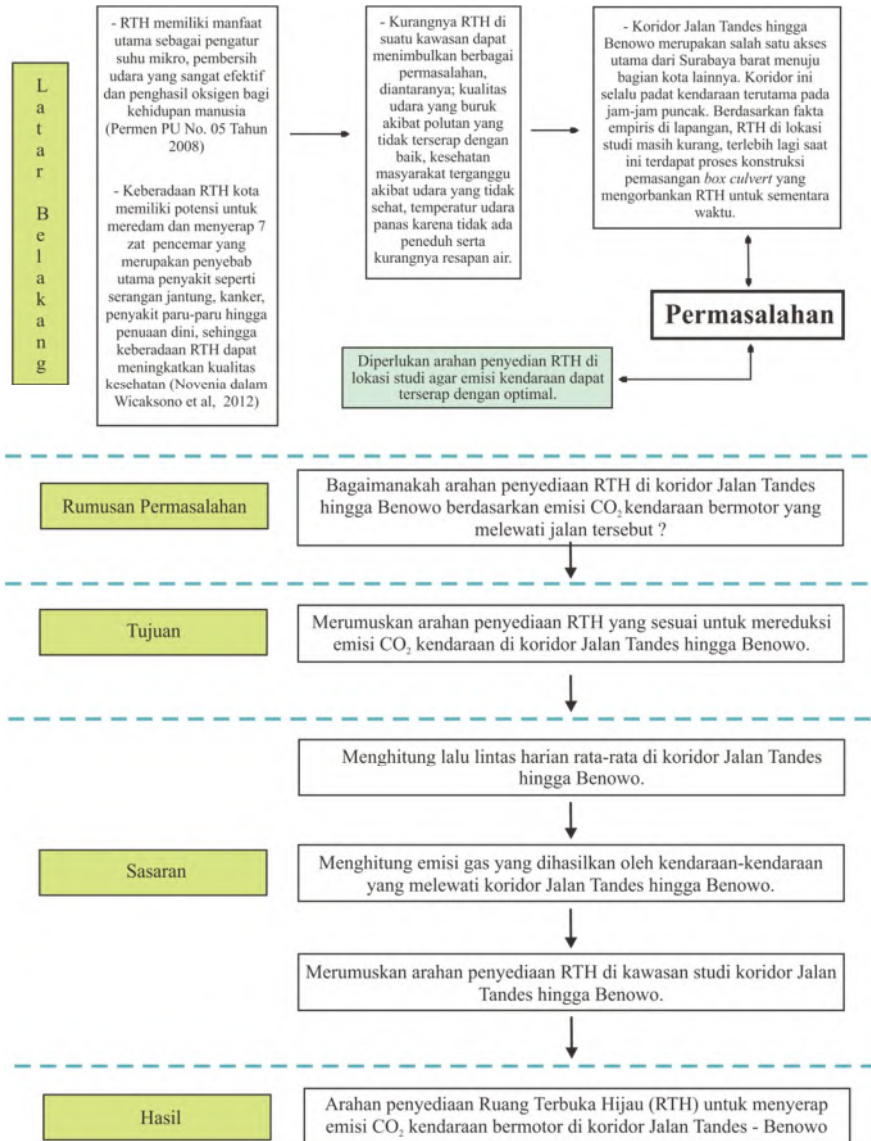 Latar Belakang
- RTH memiliki manfaat
utama sebagai pengatur
suhu mikro, pembersih
udara yang sangat efektif
dan penghasil oksigen bagi
kehidupan manusia
(Permen PU No. 05 Tahun
2008)
- Keberadaan RTH kota
memiliki potensi untuk
meredam dan menyerap 7
zat pencemar yang
merupakan penyebab
utama penyakit seperti
serangan jantung, kanker,
penyakit paru-paru hingga
penuaan dini, sehingga
keberadaan RTH dapat
meningkatkan kualitas
kesehatan (Novenia dalam
Wicaksono et al, 2012)
- Kurangnya RTH di
suatu kawasan dapat
menimbulkan berbagai
permasalahan,
diantaranya; kualitas
udara yang buruk
akibat polutan yang
tidak terserap dengan
baik, kesehatan
masyarakat terganggu
akibat udara yang tidak
sehat, temperatur udara
panas karena tidak ada
peneduh serta
kurangnya resapan air.
- Koridor Jalan Tandes hingga
Benowo merupakan salah satu akses
utama dari Surabaya barat menuju
bagian kota lainnya. Koridor ini
selalu padat kendaraan terutama pada
jam-jam puncak. Berdasarkan fakta
empiris di lapangan, RTH di lokasi
studi masih kurang, terlebih lagi saat
ini terdapat proses konstruksi
pemasangan box culvert yang
mengorbankan RTH untuk sementara
waktu.
Permasalahan
Diperlukan arahan penyedian RTH di
lokasi studi agar emisi kendaraan dapat
terserap dengan optimal.
Rumusan Permasalahan
Bagaimanakah arahan penyediaan RTH di koridor Jalan Tandes
hingga Benowo berdasarkan emisi CO₂ kendaraan bermotor yang
melewati jalan tersebut ?
Tujuan
Merumuskan arahan penyediaan RTH yang sesuai untuk mereduksi
emisi CO₂ kendaraan di koridor Jalan Tandes hingga Benowo.
Sasaran
Menghitung lalu lintas harian rata-rata di koridor Jalan Tandes
hingga Benowo.
Menghitung emisi gas yang dihasilkan oleh kendaraan-kendaraan
yang melewati koridor Jalan Tandes hingga Benowo.
Merumuskan arahan penyediaan RTH di kawasan studi koridor Jalan
Tandes hingga Benowo.
Hasil
Arahan penyediaan Ruang Terbuka Hijau (RTH) untuk menyerap
emisi CO₂ kendaraan bermotor di koridor Jalan Tandes - Benowo